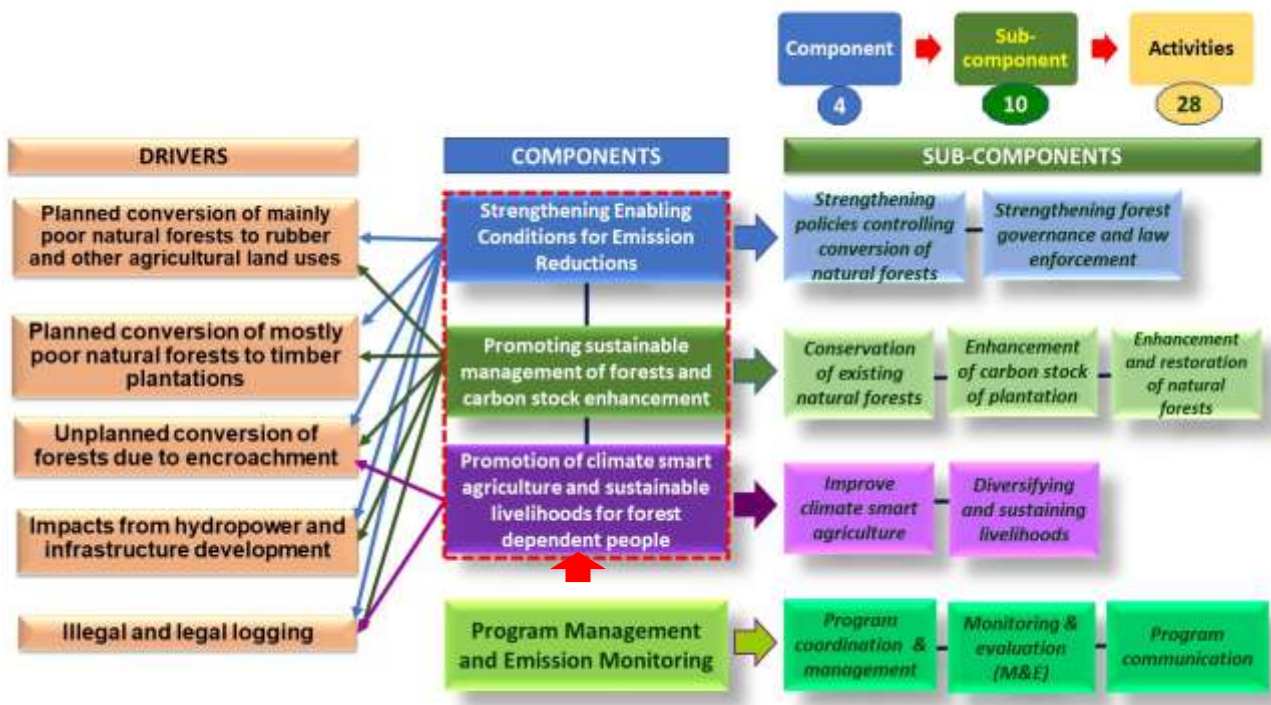 Component
Sub-
component
Activities
4
10
28
DRIVERS
COMPONENTS
SUB-COMPONENTS
Planned conversion of mainly
poor natural forests to rubber
and other agricultural land uses
Planned conversion of mostly
poor natural forests to timber
plantations
Unplanned conversion of
forests due to encroachment
Impacts from hydropower and
infrastructure development
Illegal and legal logging
Strengthening Enabling
Conditions for Emission
Reductions
Promoting sustainable
management of forests and
carbon stock enhancement
Promotion of climate smart
agriculture and sustainable
livelihoods for forest
dependent people
Program Management
and Emission Monitoring
Strengthening
policies controlling
conversion of
natural forests
Strengthening forest
governance and law
enforcement
Conservation
of existing
natural forests
Enhancement
of carbon stock
of plantation
Enhancement
and restoration
of natural
forests
Improve
climate smart
agriculture
Diversifying
and sustaining
livelihoods
Program
coordination &
management
Monitoring &
evaluation
(M&E)
Program
communication